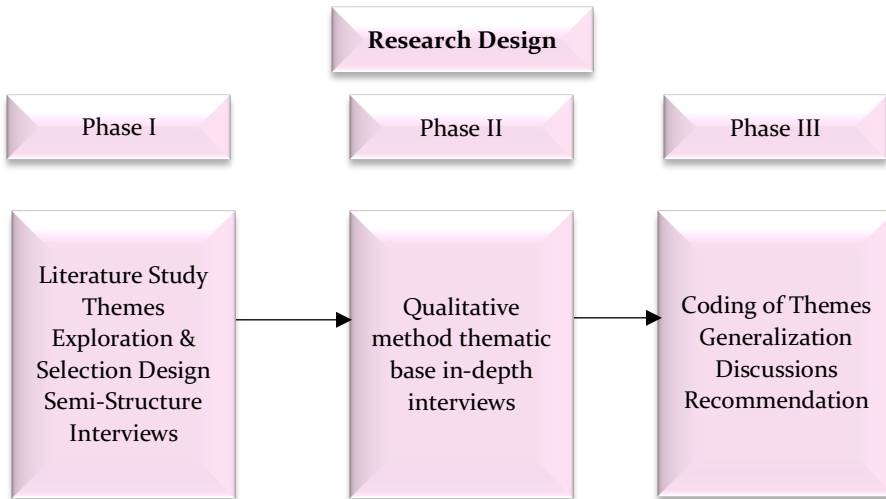 Research Design
Phase I
Phase II
Phase III
Literature Study
Themes
Exploration &
Selection Design
Semi-Structure
Interviews
Qualitative
method thematic
base in-depth
interviews
Coding of Themes
Generalization
Discussions
Recommendation